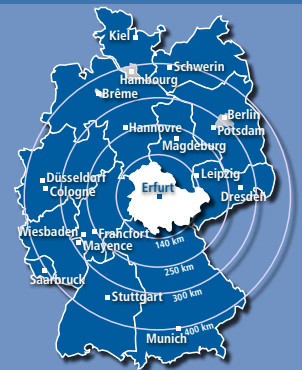 Kiel
Schwerin
Hambourg
Brême
Berlin
Hannovre
Potsdam
Magdeburg
Leipzig
Düsseldorf
Erfurt
Cologne
Dresden
Wiesbaden
Francfort
Mayence
140 km
250 km
Saarbruck
300 km
Stuttgart
400 km
Munich